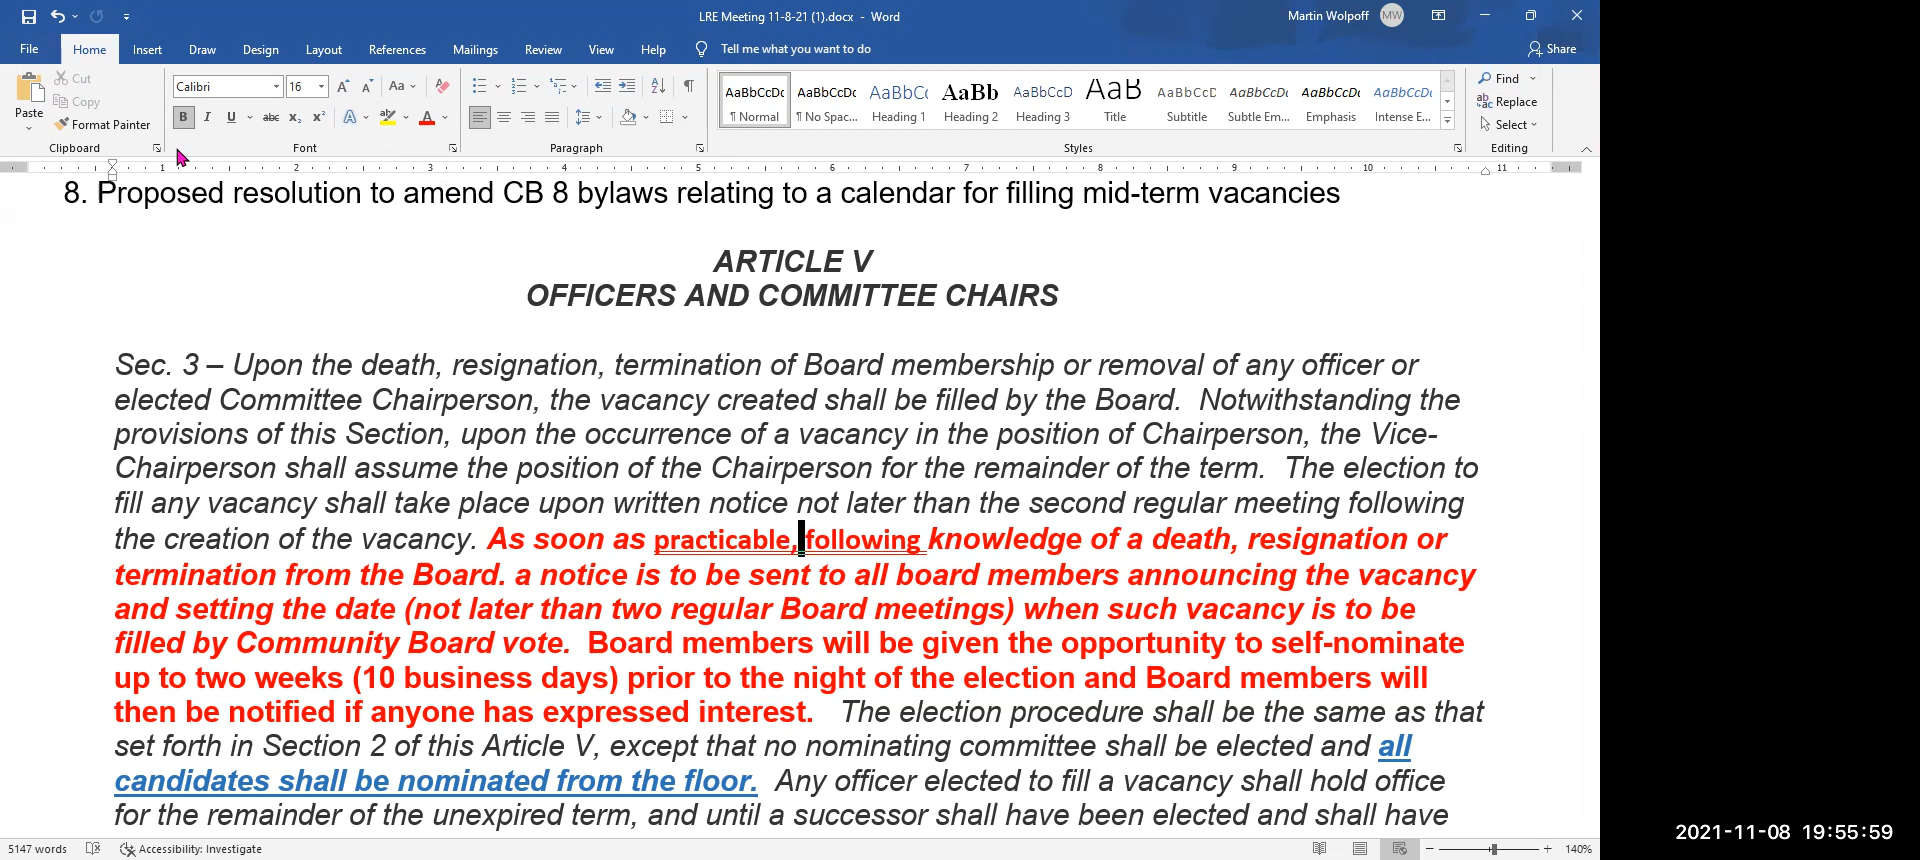 LRE Meeting 11-8-21 (1).docx - Word
Martin Wolpoff MW
File Home Insert Draw Design Layout References Mailings Review View Help Tell me what you want to do Share
Paste Cut Copy Format Painter
Calibri 16
AaBbCcDc AaBbCcDc AaBbCc AaBb AaBbCcD AaB AaBbCcD AaBbCcDc AaBbCcDc AaBbCcDc
¶ Normal ¶ No Spac... Heading 1 Heading 2 Heading 3 Title Subtitle Subtle Em... Emphasis Intense E...
Find Replace Select
Clipboard Font Paragraph Styles Editing
1 2 3 4 5 6 7 8 9 10 11
8. Proposed resolution to amend CB 8 bylaws relating to a calendar for filling mid-term vacancies
ARTICLE V
OFFICERS AND COMMITTEE CHAIRS
Sec. 3 – Upon the death, resignation, termination of Board membership or removal of any officer or
elected Committee Chairperson, the vacancy created shall be filled by the Board. Notwithstanding the
provisions of this Section, upon the occurrence of a vacancy in the position of Chairperson, the Vice-
Chairperson shall assume the position of the Chairperson for the remainder of the term. The election to
fill any vacancy shall take place upon written notice not later than the second regular meeting following
the creation of the vacancy. As soon as practicable, following knowledge of a death, resignation or
termination from the Board. a notice is to be sent to all board members announcing the vacancy
and setting the date (not later than two regular Board meetings) when such vacancy is to be
filled by Community Board vote. Board members will be given the opportunity to self-nominate
up to two weeks (10 business days) prior to the night of the election and Board members will
then be notified if anyone has expressed interest. The election procedure shall be the same as that
set forth in Section 2 of this Article V, except that no nominating committee shall be elected and all
candidates shall be nominated from the floor. Any officer elected to fill a vacancy shall hold office
for the remainder of the unexpired term, and until a successor shall have been elected and shall have
5147 words Accessibility: Investigate 140%
2021-11-08 19:55:59